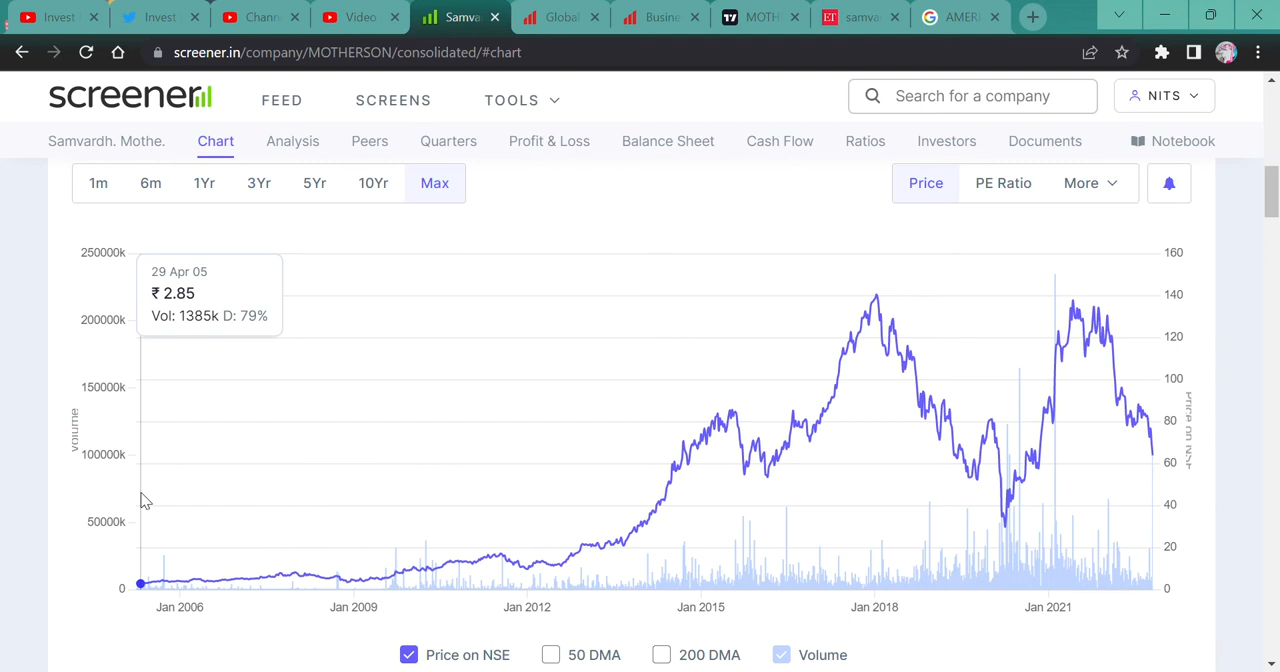 Invest
Invest
Chann
Video
Samva
Global
Busine
MOTH
samva
AMERI
screener.in/company/MOTHERSON/consolidated/#chart
screener
FEED
SCREENS
TOOLS
Search for a company
NITS
Samvardh. Mothe.
Chart
Analysis
Peers
Quarters
Profit & Loss
Balance Sheet
Cash Flow
Ratios
Investors
Documents
Notebook
1m 6m 1Yr 3Yr 5Yr 10Yr Max
Price PE Ratio More
250000k
200000k
150000k
100000k
50000k
0
Volume
29 Apr 05
₹ 2.85
Vol: 1385k D: 79%
160
140
120
100
80
60
40
20
0
Price on NSE
Jan 2006 Jan 2009 Jan 2012 Jan 2015 Jan 2018 Jan 2021
Price on NSE 50 DMA 200 DMA Volume